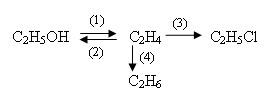 (1) (3)
C₂H₅OH C₂H₄ C₂H₅Cl
(2) (4)
C₂H₆